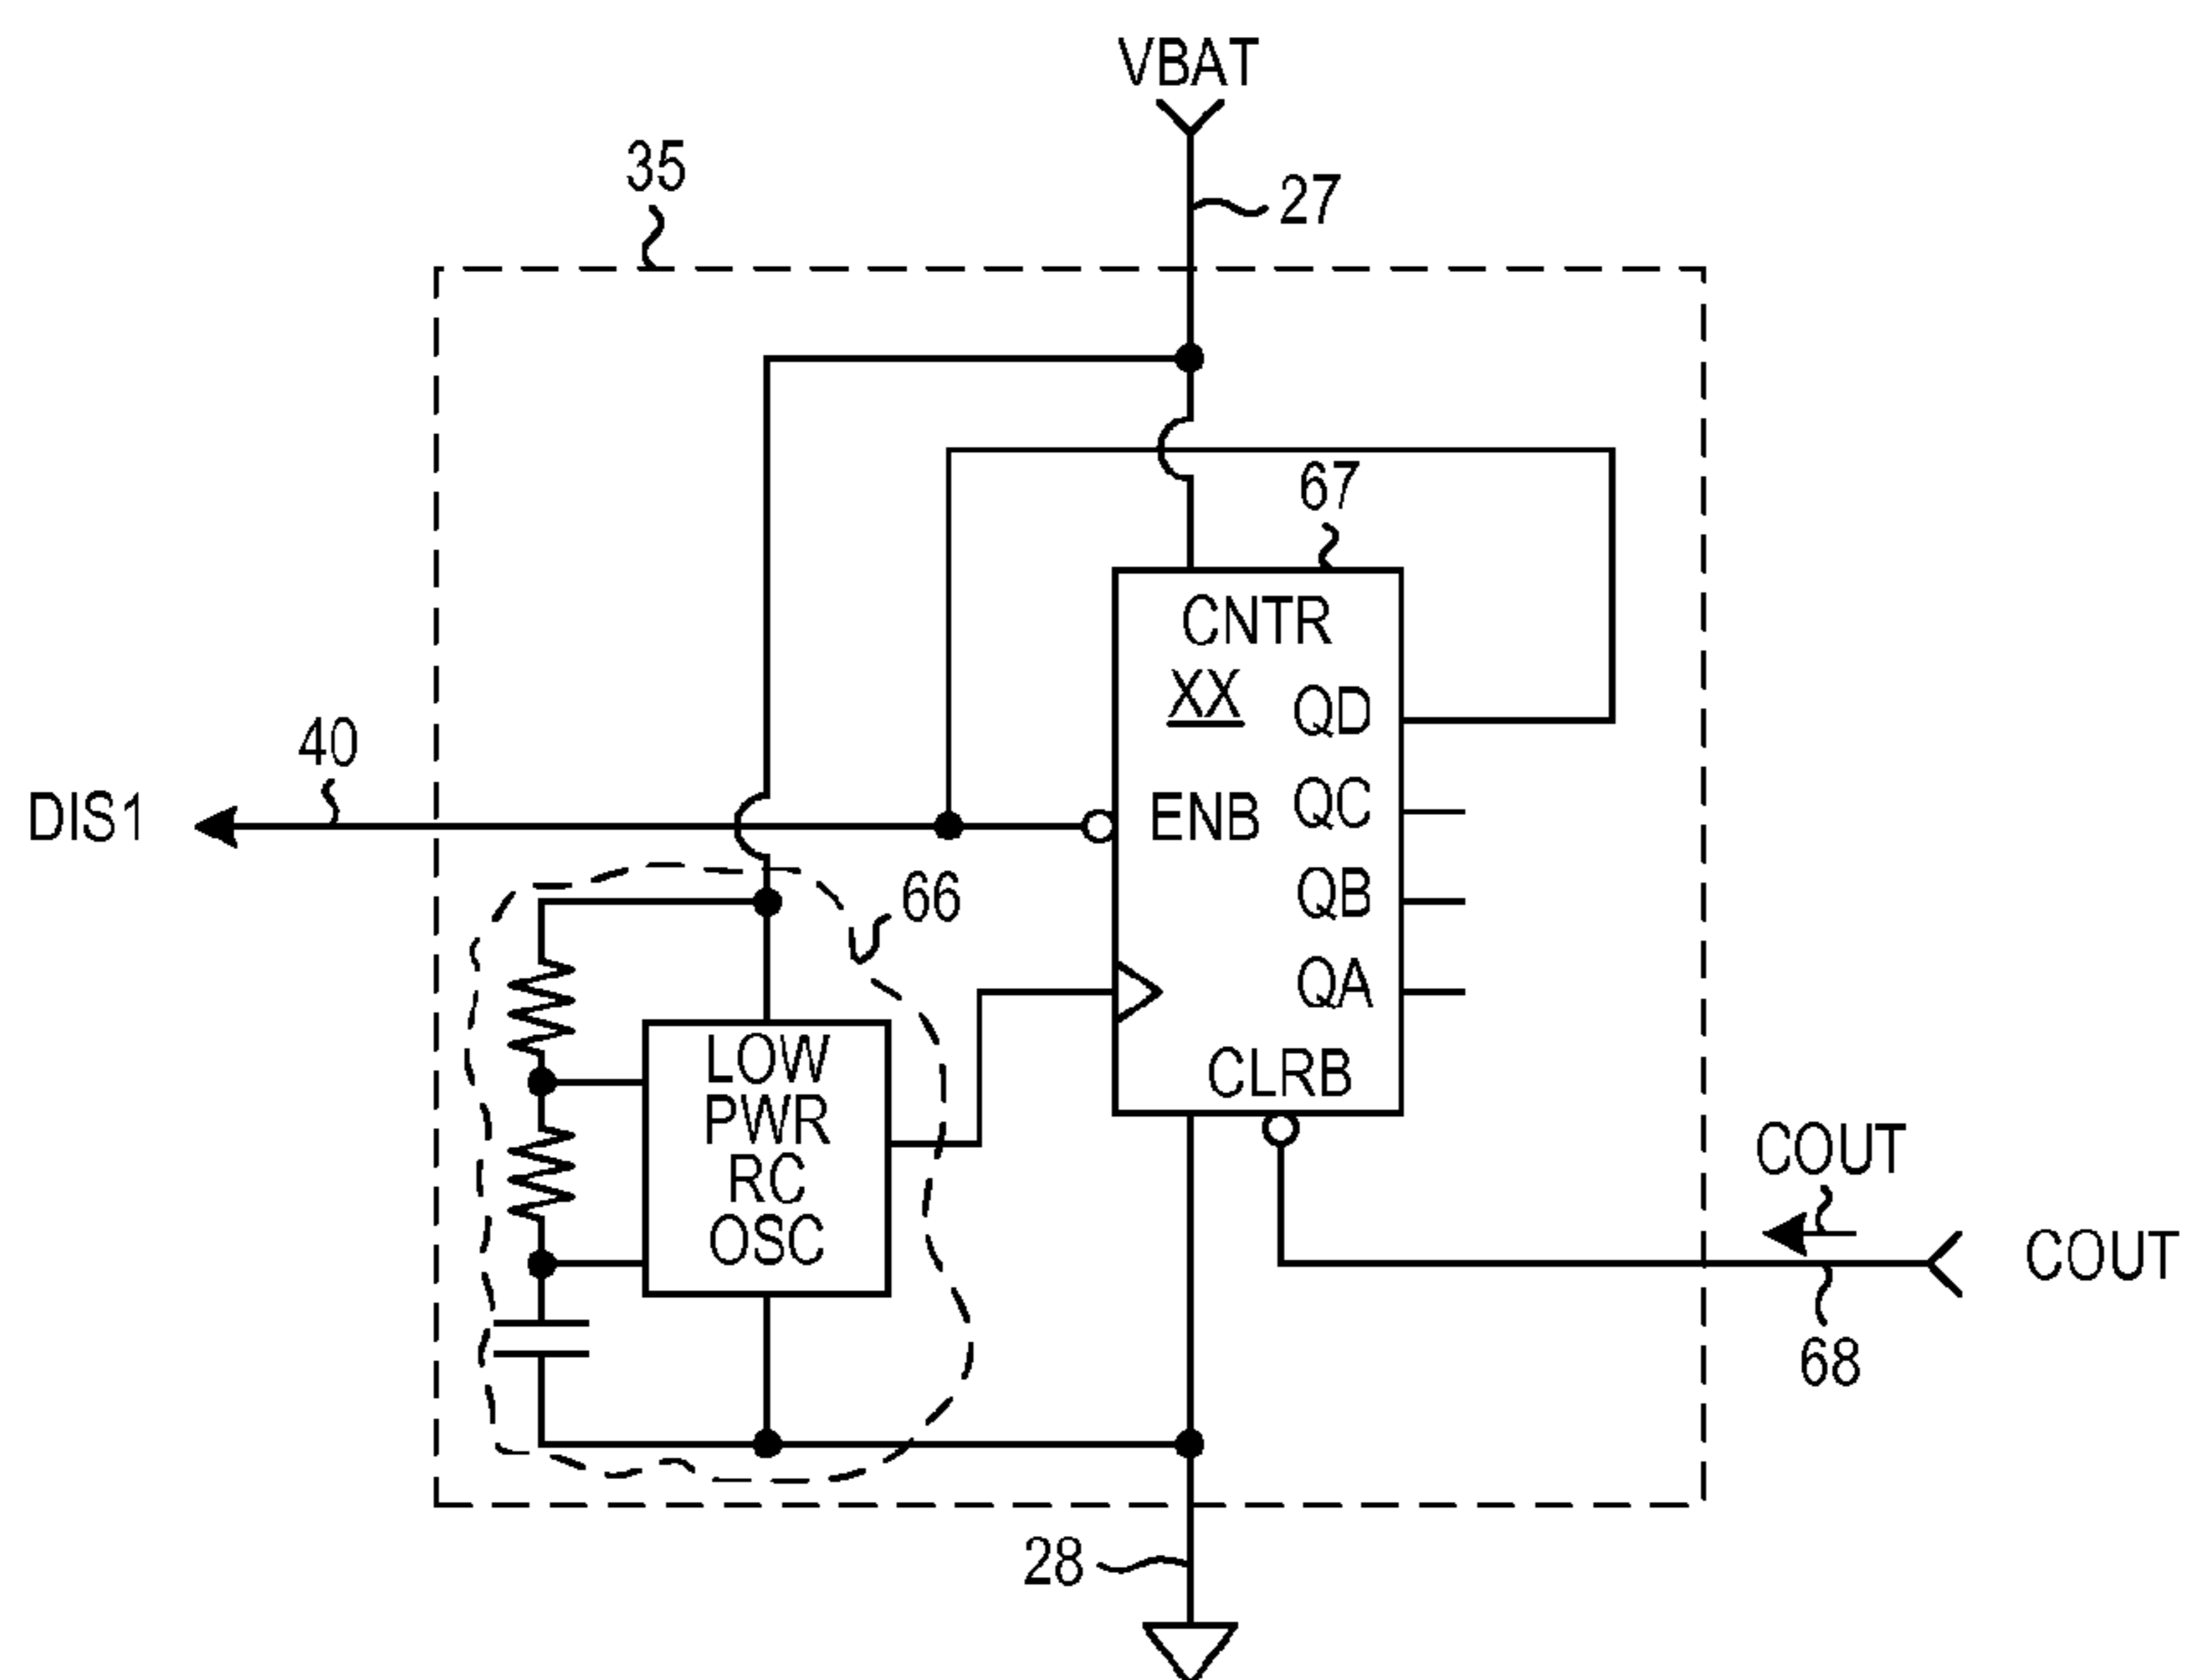 VBAT
35
27
67
CNTR
XX
QD
40
DIS1
ENB
QC
66
QB
QA
LOW
PWR
RC
OSC
CLRB
COUT
COUT
68
28